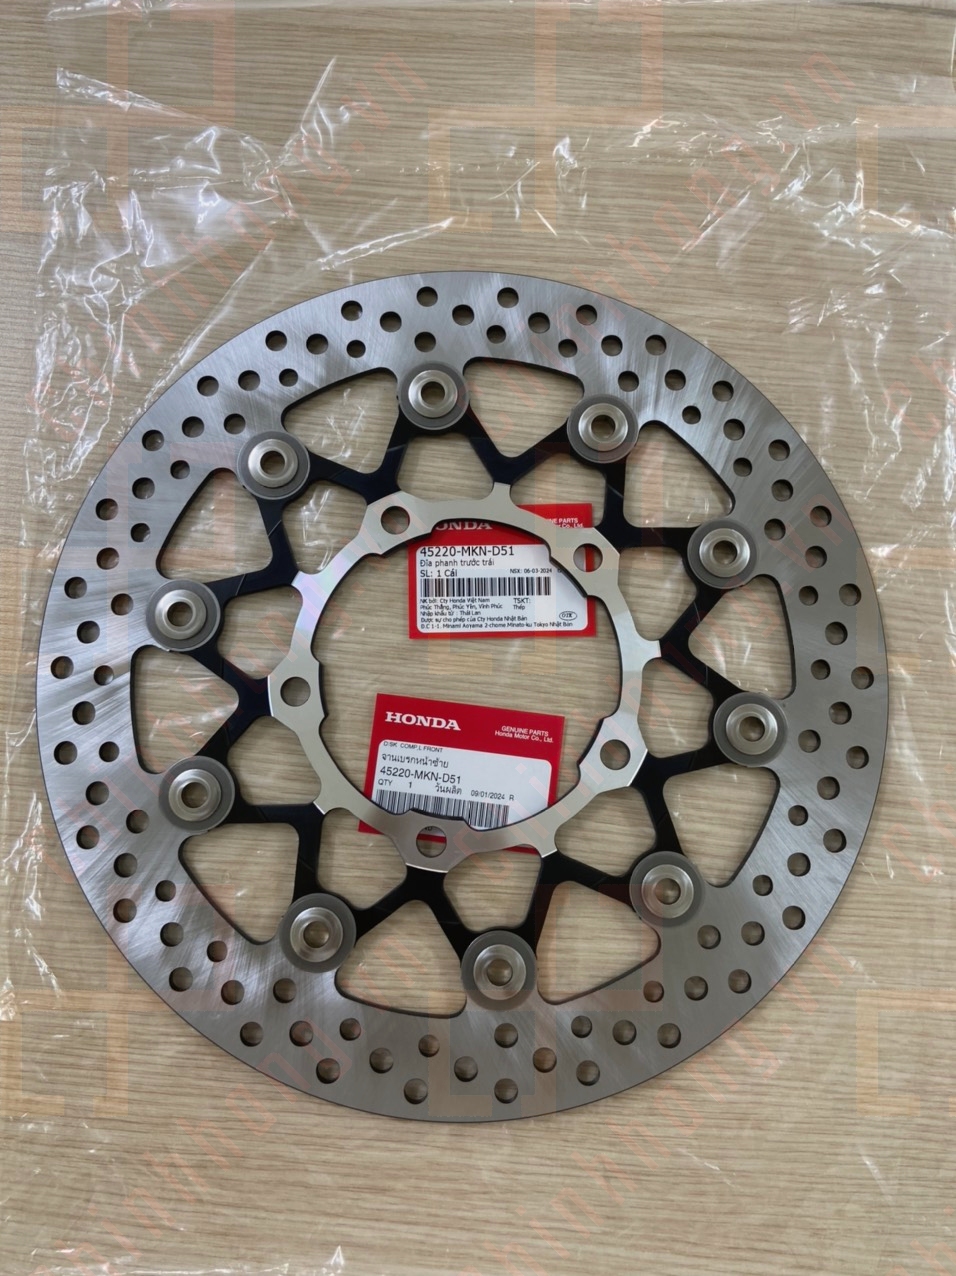 HONDA
GENUINE PARTS
Honda Motor Co., Ltd.
45220-MKN-D51
Đĩa phanh trước trái
SL: 1 Cái
NSX: 06-03-2024
NK bởi: Cty Honda Việt Nam
TSKT:
Phúc Thắng, Phúc Yên, Vĩnh Phúc
Thép
Nhập khẩu từ : Thái Lan
Được sự cho phép của Cty Honda Nhật Bản
Đ.C 1-1. Minami Aoyama 2-chome Minato-ku Tokyo Nhật Bản
HONDA
GENUINE PARTS
Honda Motor Co., Ltd.
DISK COMP,L FRONT
จานเบรกหน้าซ้าย
45220-MKN-D51
QTY 1 วันผลิต 09/01/2024 R